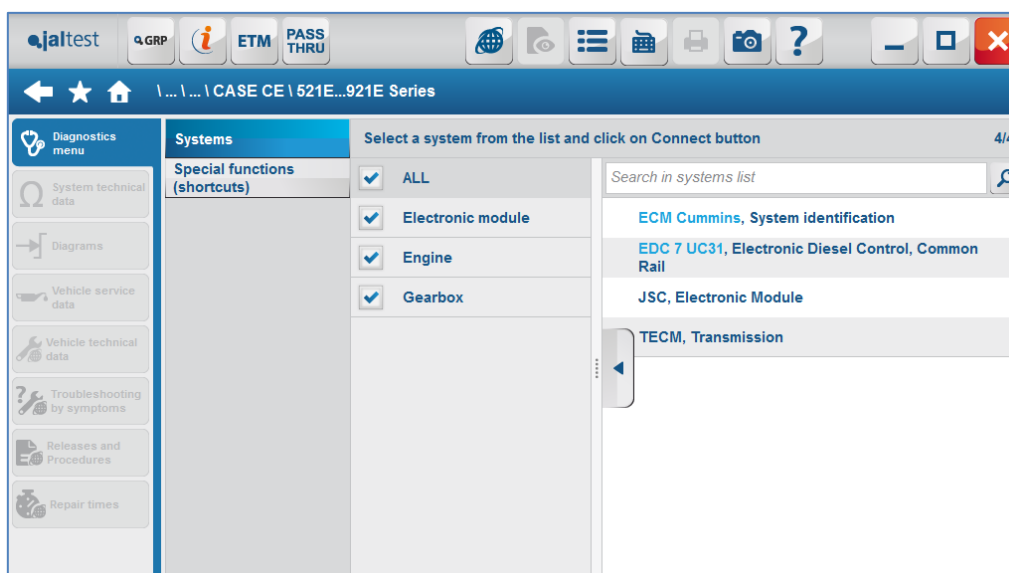 jaltest
GRP
i
ETM
PASS
THRU
?
\ ... \ ... \ CASE CE \ 521E...921E Series
Diagnostics
menu
System technical
data
Diagrams
Vehicle service
data
Vehicle technical
data
Troubleshooting
by symptoms
Releases and
Procedures
Repair times
Systems
Special functions
(shortcuts)
Select a system from the list and click on Connect button
4/4
ALL
Electronic module
Engine
Gearbox
Search in systems list
ECM Cummins, System identification
EDC 7 UC31, Electronic Diesel Control, Common
Rail
JSC, Electronic Module
TECM, Transmission